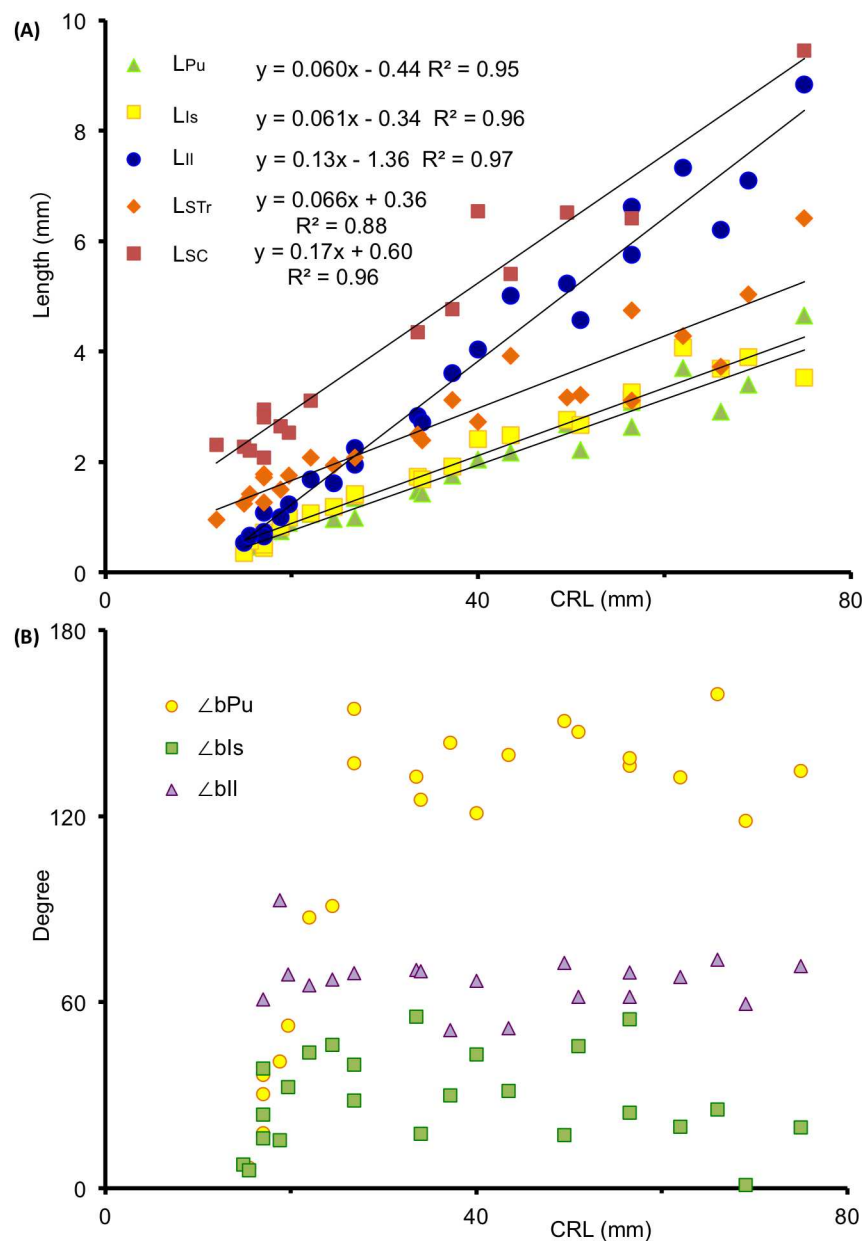 (A)
10
8
6
4
2
0
Length (mm)
LPu y = 0.060x - 0.44 R² = 0.95
LIs y = 0.061x - 0.34 R² = 0.96
LIl y = 0.13x - 1.36 R² = 0.97
LSTr y = 0.066x + 0.36
R² = 0.88
LSC y = 0.17x + 0.60
R² = 0.96
0 40 80
CRL (mm)
(B)
180
120
60
0
Degree
∠bPu
∠bIs
∠bIl
0 40 80
CRL (mm)